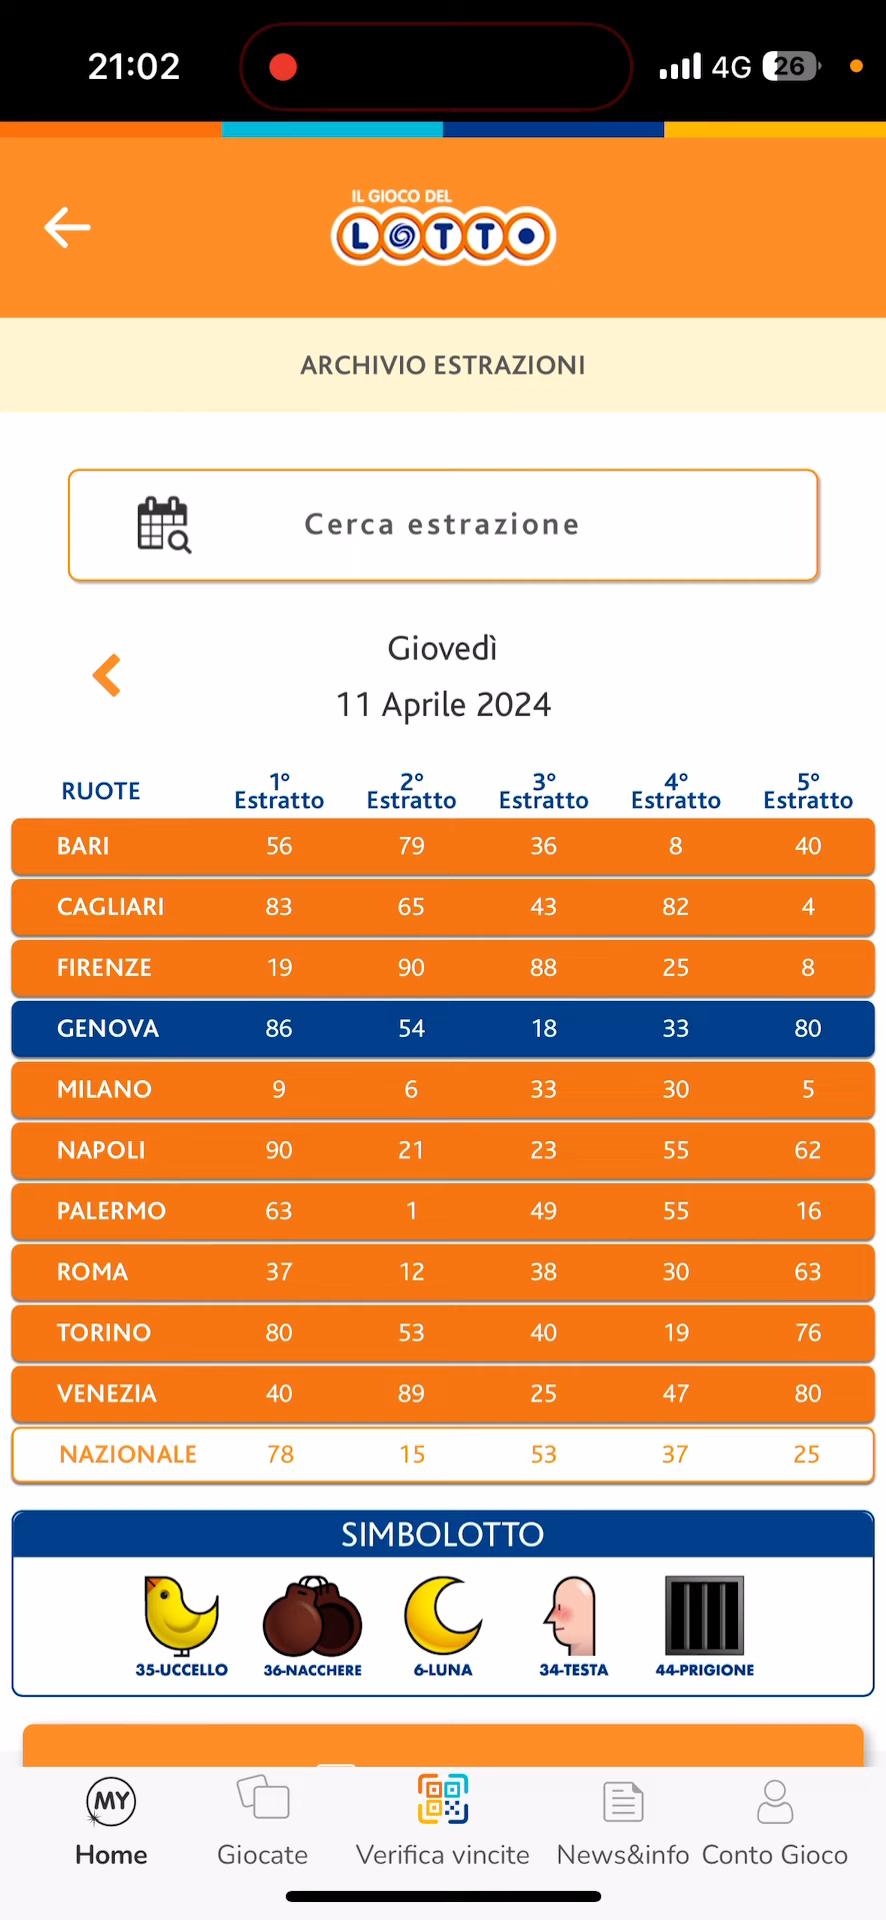 21:02 4G 26
IL GIOCO DEL
LOTTO
ARCHIVIO ESTRAZIONI
Cerca estrazione
Giovedì
11 Aprile 2024
RUOTE 1° Estratto 2° Estratto 3° Estratto 4° Estratto 5° Estratto
BARI 56 79 36 8 40
CAGLIARI 83 65 43 82 4
FIRENZE 19 90 88 25 8
GENOVA 86 54 18 33 80
MILANO 9 6 33 30 5
NAPOLI 90 21 23 55 62
PALERMO 63 1 49 55 16
ROMA 37 12 38 30 63
TORINO 80 53 40 19 76
VENEZIA 40 89 25 47 80
NAZIONALE 78 15 53 37 25
SIMBOLOTTO
35-UCCELLO 36-NACCHERE 6-LUNA 34-TESTA 44-PRIGIONE
MY
Home Giocate Verifica vincite News&info Conto Gioco